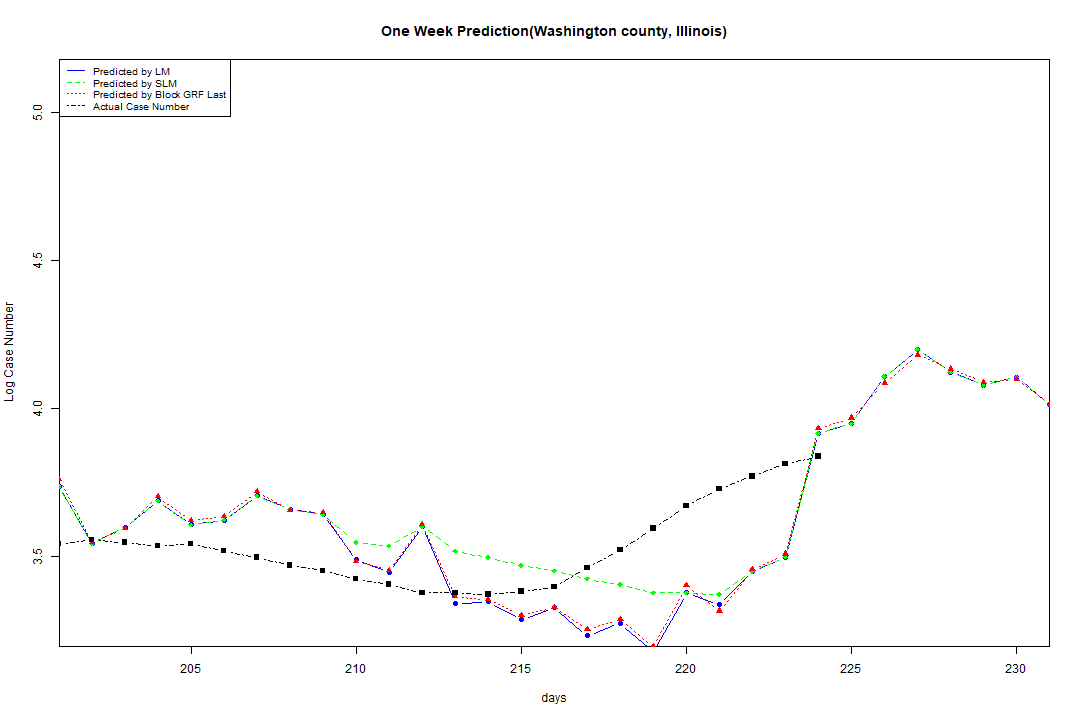 One Week Prediction(Washington county, Illinois)
Predicted by LM
Predicted by SLM
Predicted by Block GRF Last
Actual Case Number
5.0
4.5
4.0
3.5
Log Case Number
205 210 215 220 225 230
days